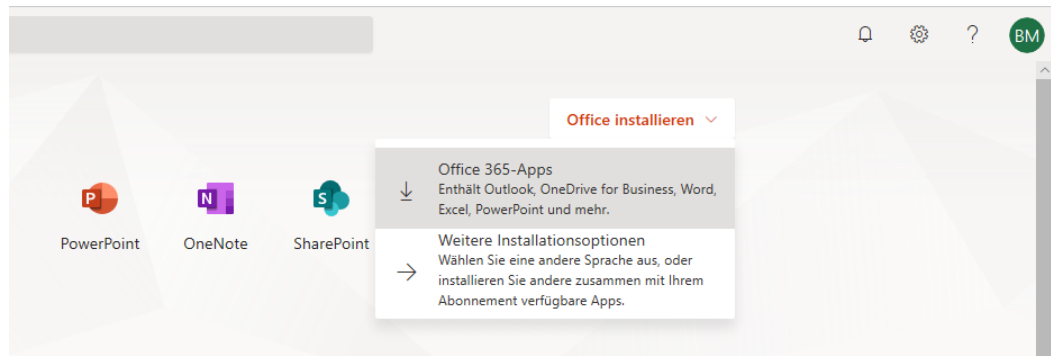 ?
BM
Office installieren
Office 365-Apps
Enthält Outlook, OneDrive for Business, Word,
Excel, PowerPoint und mehr.
P
N
S
PowerPoint
OneNote
SharePoint
Weitere Installationsoptionen
Wählen Sie eine andere Sprache aus, oder
installieren Sie andere zusammen mit Ihrem
Abonnement verfügbare Apps.